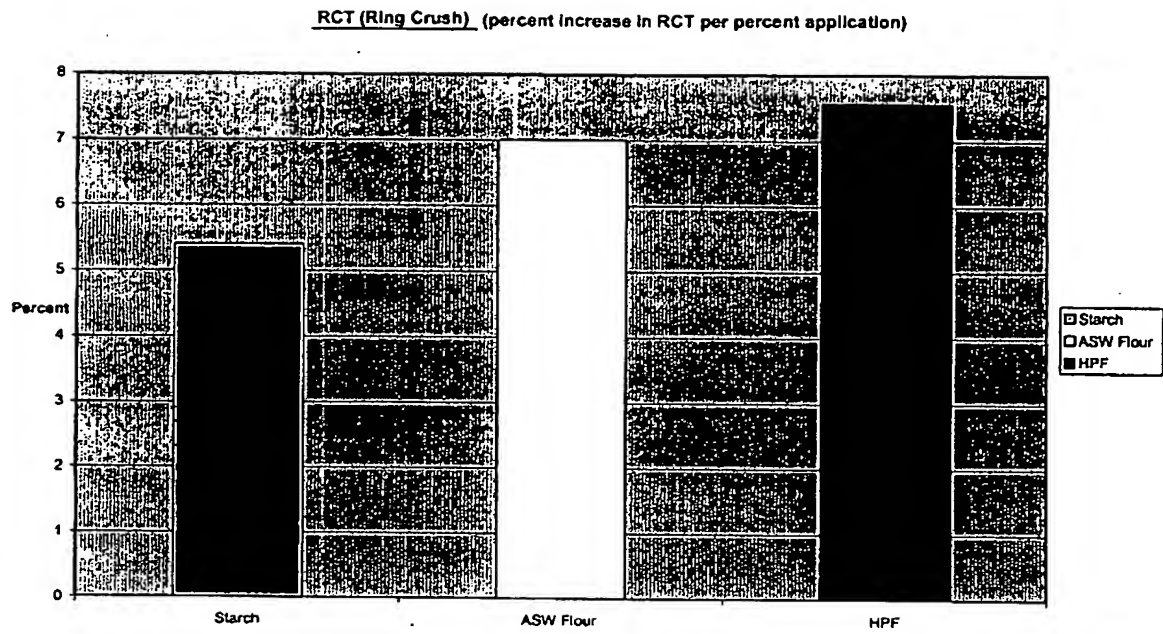 RCT (Ring Crush) (percent increase in RCT per percent application)
8
7
6
5
Percent
4
3
2
1
0
Starch
ASW Flour
HPF
Starch
ASW Flour
HPF